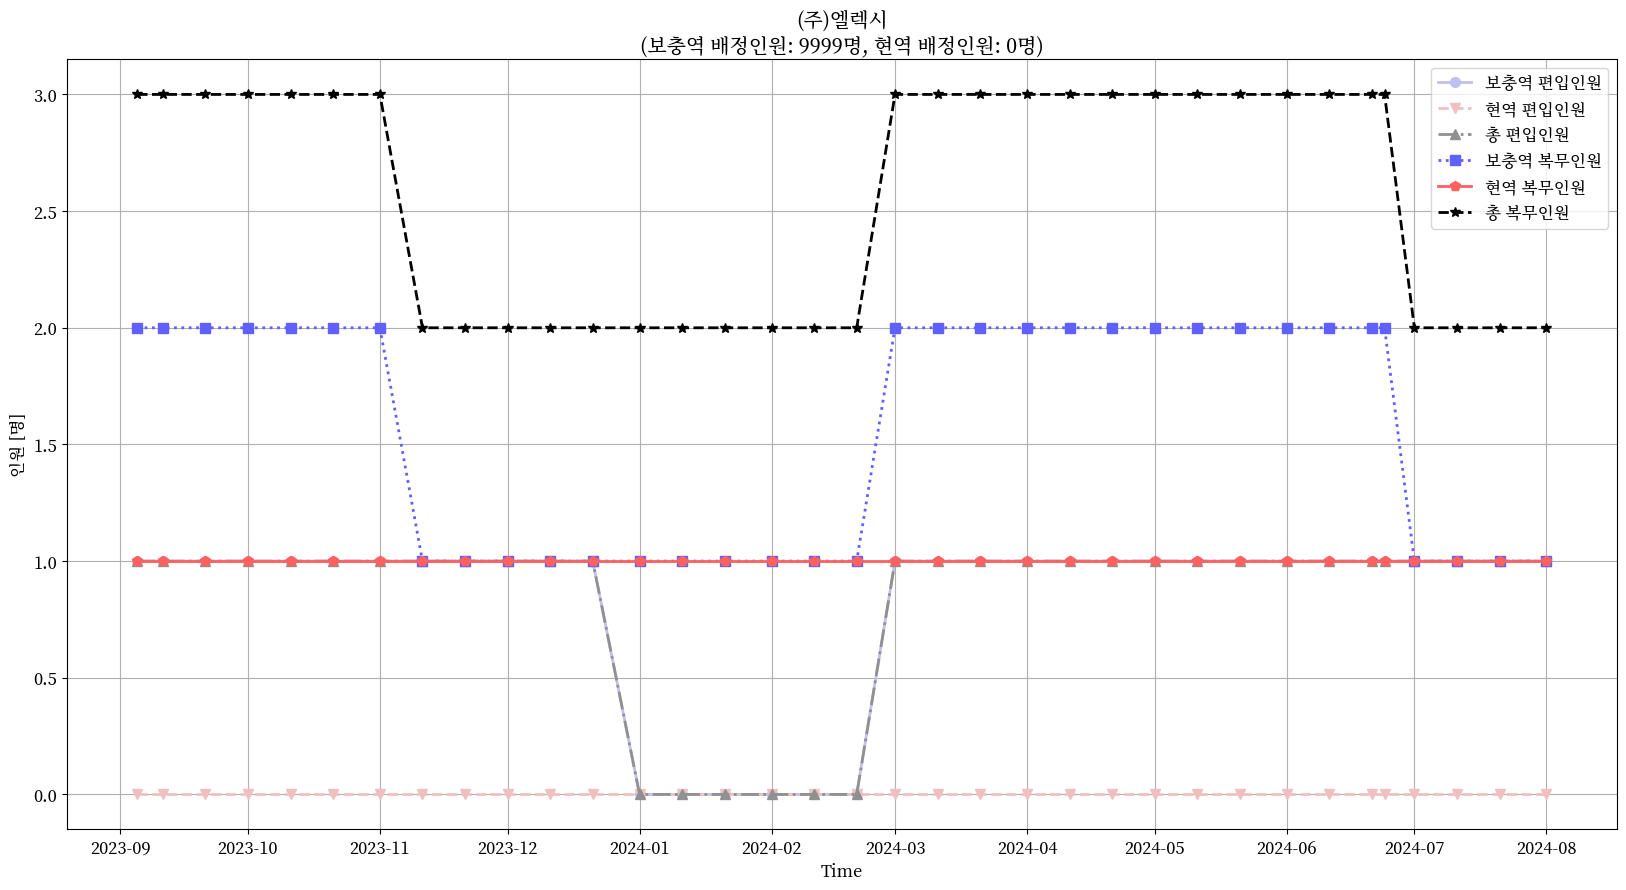 (주)엘렉시
(보충역 배정인원: 9999명, 현역 배정인원: 0명)
보충역 편입인원
현역 편입인원
총 편입인원
보충역 복무인원
현역 복무인원
총 복무인원
인원 [명]
3.0
2.5
2.0
1.5
1.0
0.5
0.0
2023-09 2023-10 2023-11 2023-12 2024-01 2024-02 2024-03 2024-04 2024-05 2024-06 2024-07 2024-08
Time